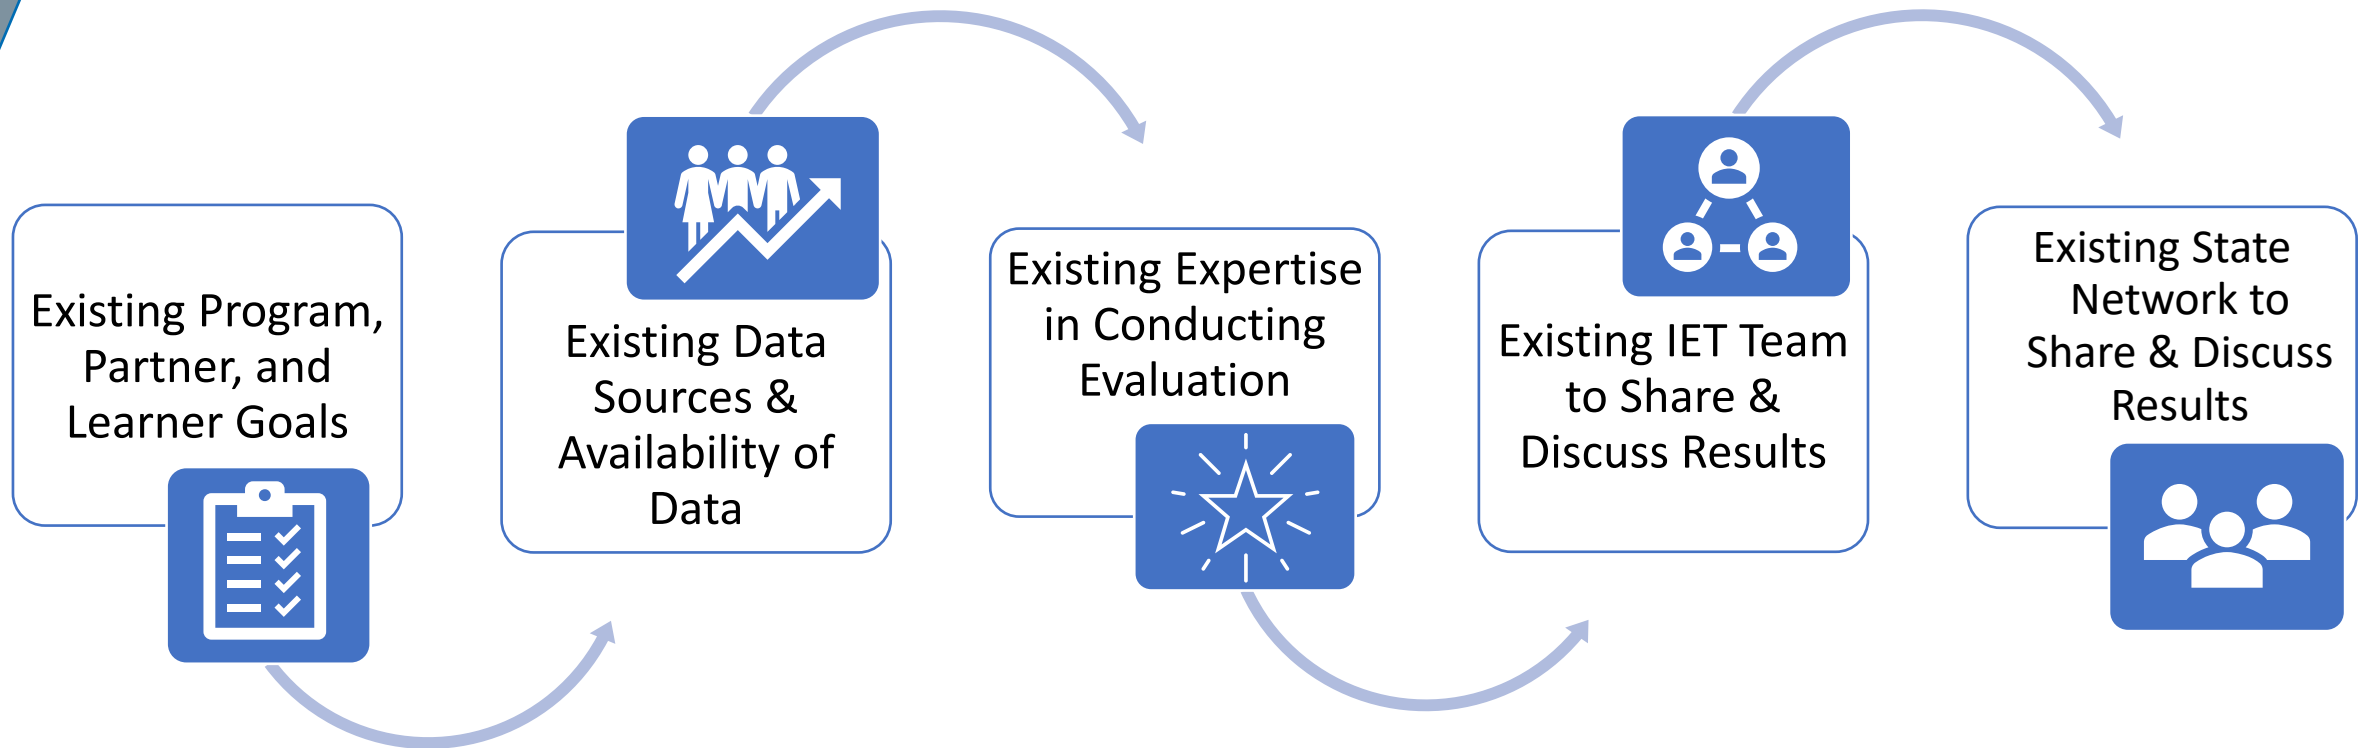 Existing Program,
Partner, and
Learner Goals
Existing Data
Sources &
Availability of
Data
Existing Expertise
in Conducting
Evaluation
Existing IET Team
to Share &
Discuss Results
Existing State
Network to
Share & Discuss
Results